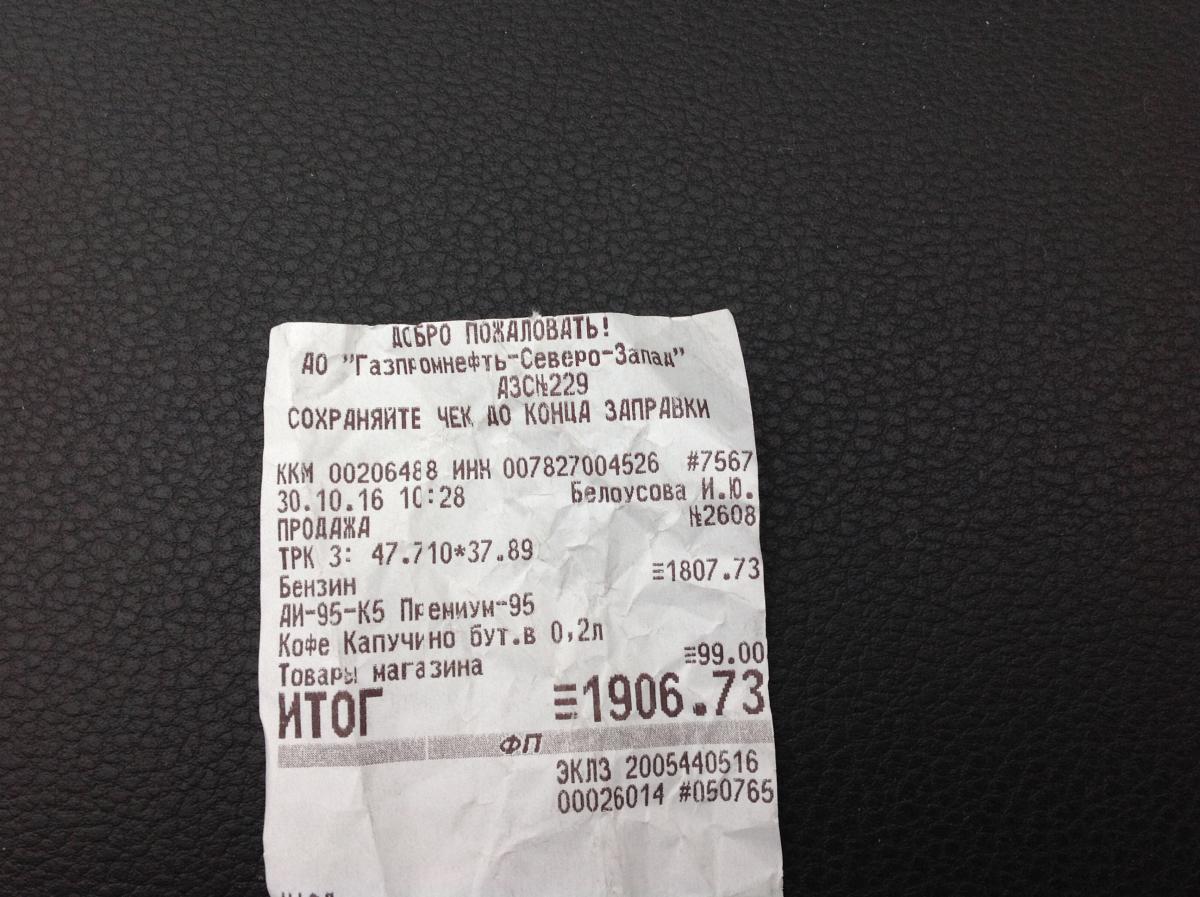 ДОБРО ПОЖАЛОВАТЬ!
АО "Газпромнефть-Северо-Запад"
АЗС№229
СОХРАНЯЙТЕ ЧЕК ДО КОНЦА ЗАПРАВКИ
ККМ 00206488 ИНН 007827004526 #7567
30.10.16 10:28 Белоусова И.Ю.
ПРОДАЖА №2608
ТРК 3: 47.710*37.89
Бензин ≡1807.73
АИ-95-К5 Премиум-95
Кофе Капучино бут.в 0,2л
Товары магазина ≡99.00
ИТОГ ≡1906.73
ФП
ЭКЛЗ 2005440516
00026014 #050765